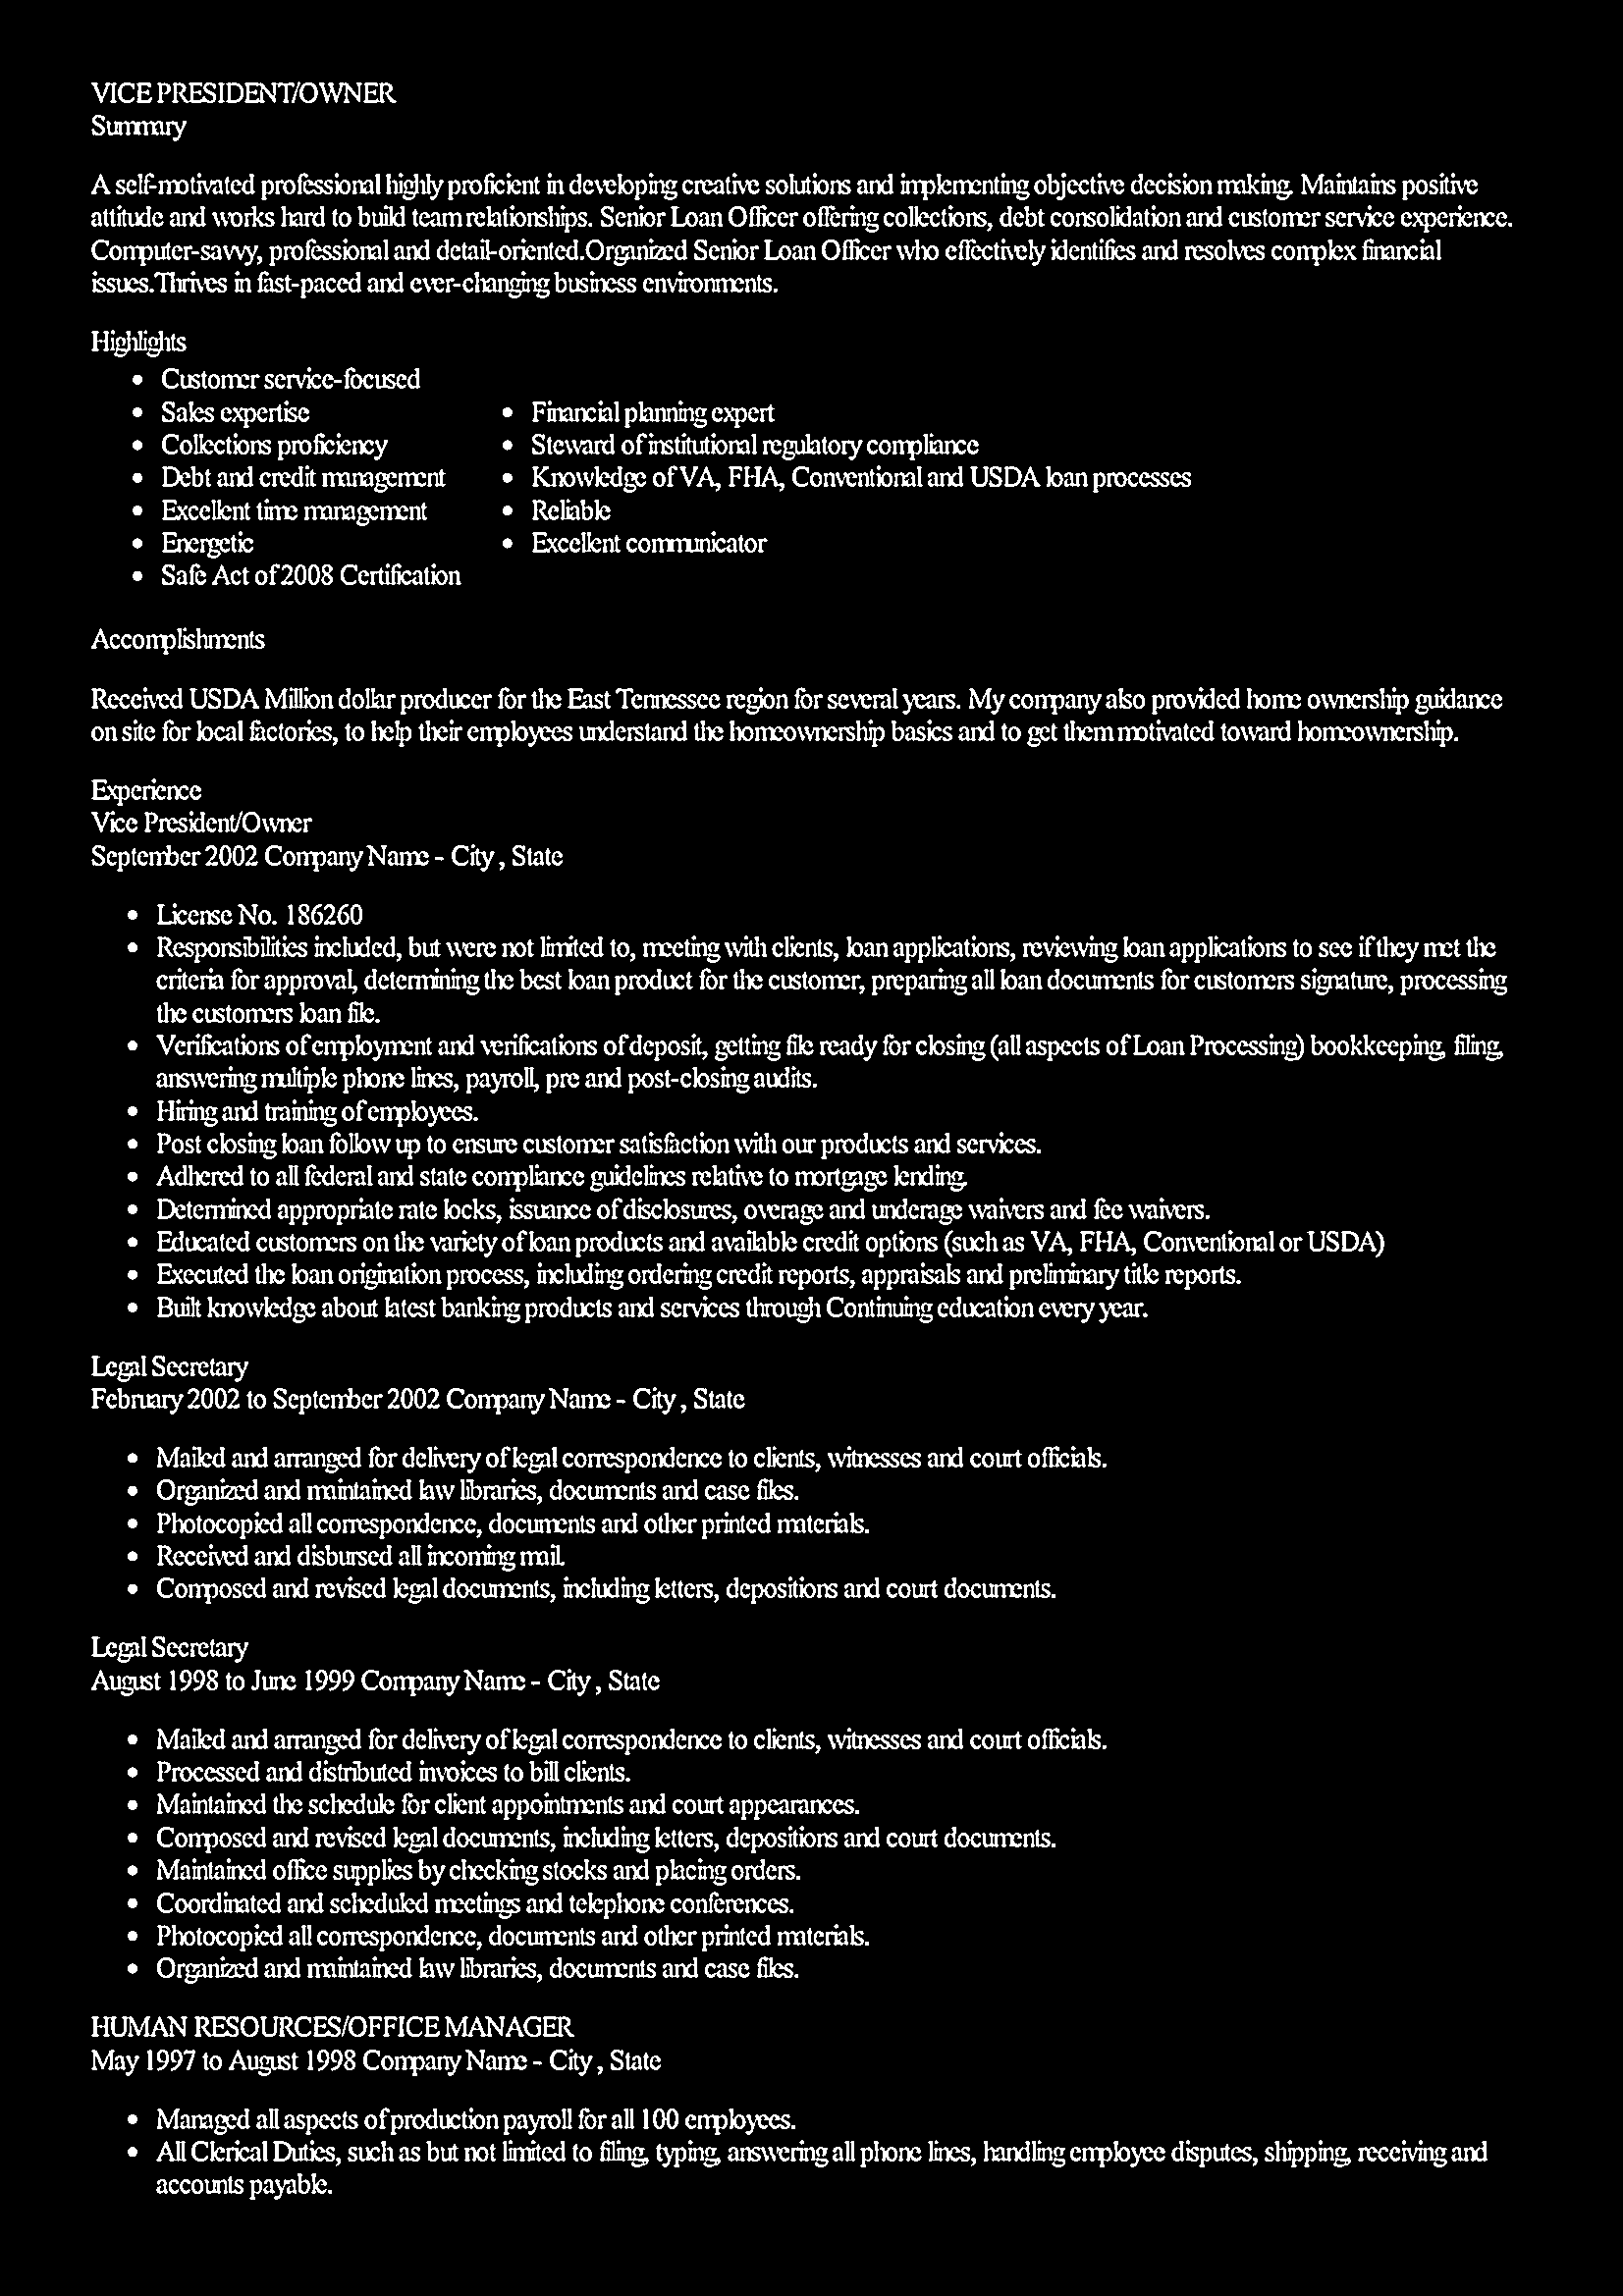 VICE PRESIDENT/OWNER
Summary
A self-motivated professional highly proficient in developing creative solutions and implementing objective decision making. Maintains positive
attitude and works hard to build team relationships. Senior Loan Officer offering collections, debt consolidation and customer service experience.
Computer-savvy, professional and detail-oriented.Organized Senior Loan Officer who effectively identifies and resolves complex financial
issues.Thrives in fast-paced and ever-changing business environments.
Highlights
• Customer service-focused
• Sales expertise
• Collections proficiency
• Debt and credit management
• Excellent time management
• Energetic
• Safe Act of 2008 Certification
• Financial planning expert
• Steward of institutional regulatory compliance
• Knowledge of VA, FHA, Conventional and USDA loan processes
• Reliable
• Excellent communicator
Accomplishments
Received USDA Million dollar producer for the East Tennessee region for several years. My company also provided home ownership guidance
on site for local factories, to help their employees understand the homeownership basics and to get them motivated toward homeownership.
Experience
Vice President/Owner
September 2002 Company Name - City , State
• License No. 186260
• Responsibilities included, but were not limited to, meeting with clients, loan applications, reviewing loan applications to see if they met the
criteria for approval, determining the best loan product for the customer, preparing all loan documents for customers signature, processing
the customers loan file.
• Verifications of employment and verifications of deposit, getting file ready for closing (all aspects of Loan Processing) bookkeeping, filing,
answering multiple phone lines, payroll, pre and post-closing audits.
• Hiring and training of employees.
• Post closing loan follow up to ensure customer satisfaction with our products and services.
• Adhered to all federal and state compliance guidelines relative to mortgage lending.
• Determined appropriate rate locks, issuance of disclosures, overage and underage waivers and fee waivers.
• Educated customers on the variety of loan products and available credit options (such as VA, FHA, Conventional or USDA)
• Executed the loan origination process, including ordering credit reports, appraisals and preliminary title reports.
• Built knowledge about latest banking products and services through Continuing education every year.
Legal Secretary
February 2002 to September 2002 Company Name - City , State
• Mailed and arranged for delivery of legal correspondence to clients, witnesses and court officials.
• Organized and maintained law libraries, documents and case files.
• Photocopied all correspondence, documents and other printed materials.
• Received and disbursed all incoming mail.
• Composed and revised legal documents, including letters, depositions and court documents.
Legal Secretary
August 1998 to June 1999 Company Name - City , State
• Mailed and arranged for delivery of legal correspondence to clients, witnesses and court officials.
• Processed and distributed invoices to bill clients.
• Maintained the schedule for client appointments and court appearances.
• Composed and revised legal documents, including letters, depositions and court documents.
• Maintained office supplies by checking stocks and placing orders.
• Coordinated and scheduled meetings and telephone conferences.
• Photocopied all correspondence, documents and other printed materials.
• Organized and maintained law libraries, documents and case files.
HUMAN RESOURCES/OFFICE MANAGER
May 1997 to August 1998 Company Name - City , State
• Managed all aspects of production payroll for all 100 employees.
• All Clerical Duties, such as but not limited to filing, typing, answering all phone lines, handling employee disputes, shipping, receiving and
accounts payable.